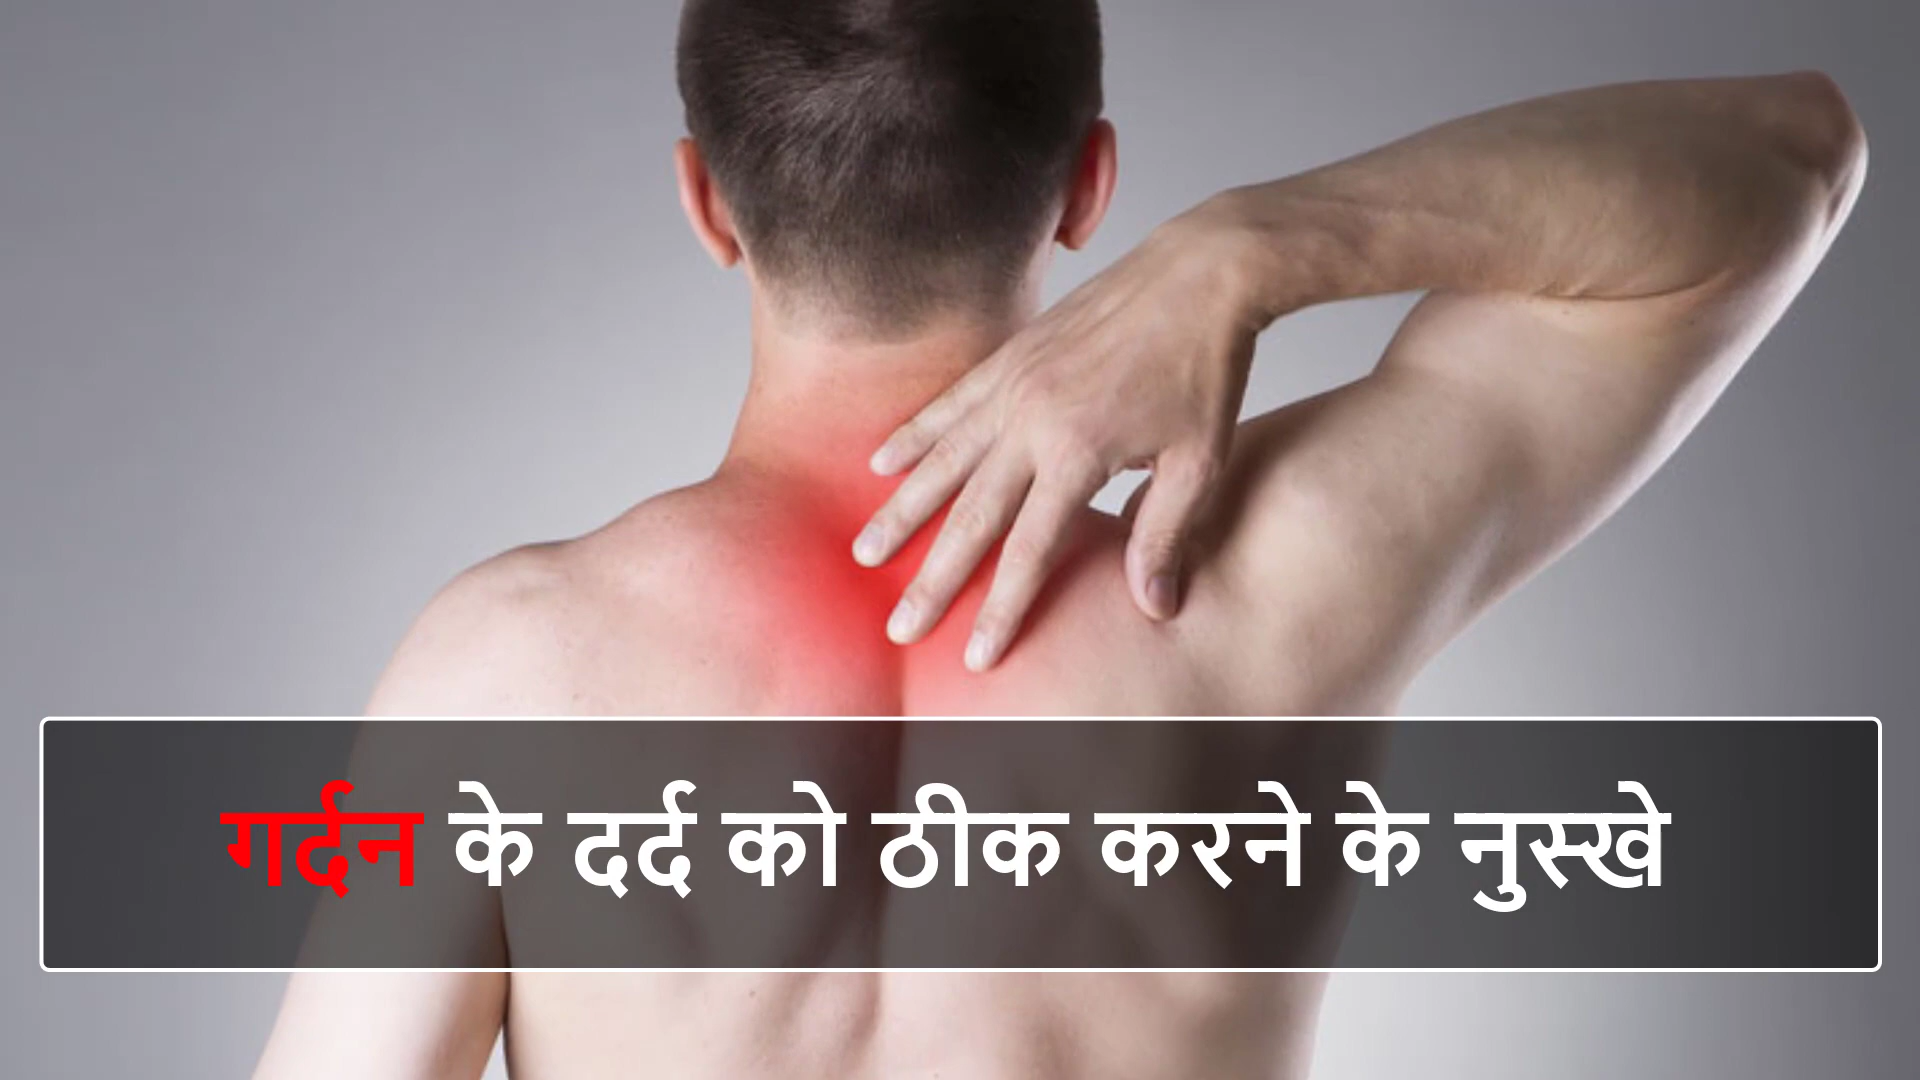 गर्दन के दर्द को ठीक करने के नुस्खे